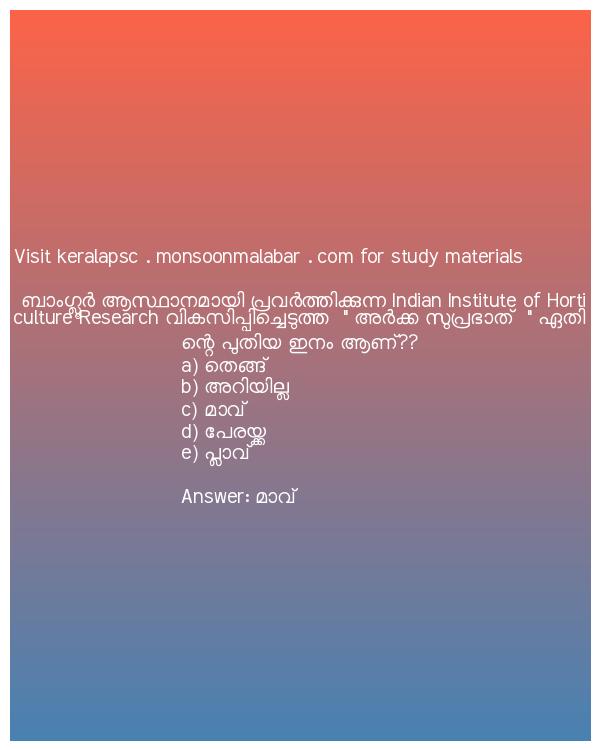 Visit keralapsc . monsoonmalabar . com for study materials
ബാംഗ്ലൂർ ആസ്ഥാനമായി പ്രവർത്തിക്കുന്ന Indian Institute of Horti
culture Research വികസിപ്പിച്ചെടുത്ത " അർക്ക സുപ്രഭാത് " ഏതി
ന്റെ പുതിയ ഇനം ആണ്??
a) തെങ്ങ്
b) അറിയില്ല
c) മാവ്
d) പേരയ്ക്ക
e) പ്ലാവ്
Answer: മാവ്